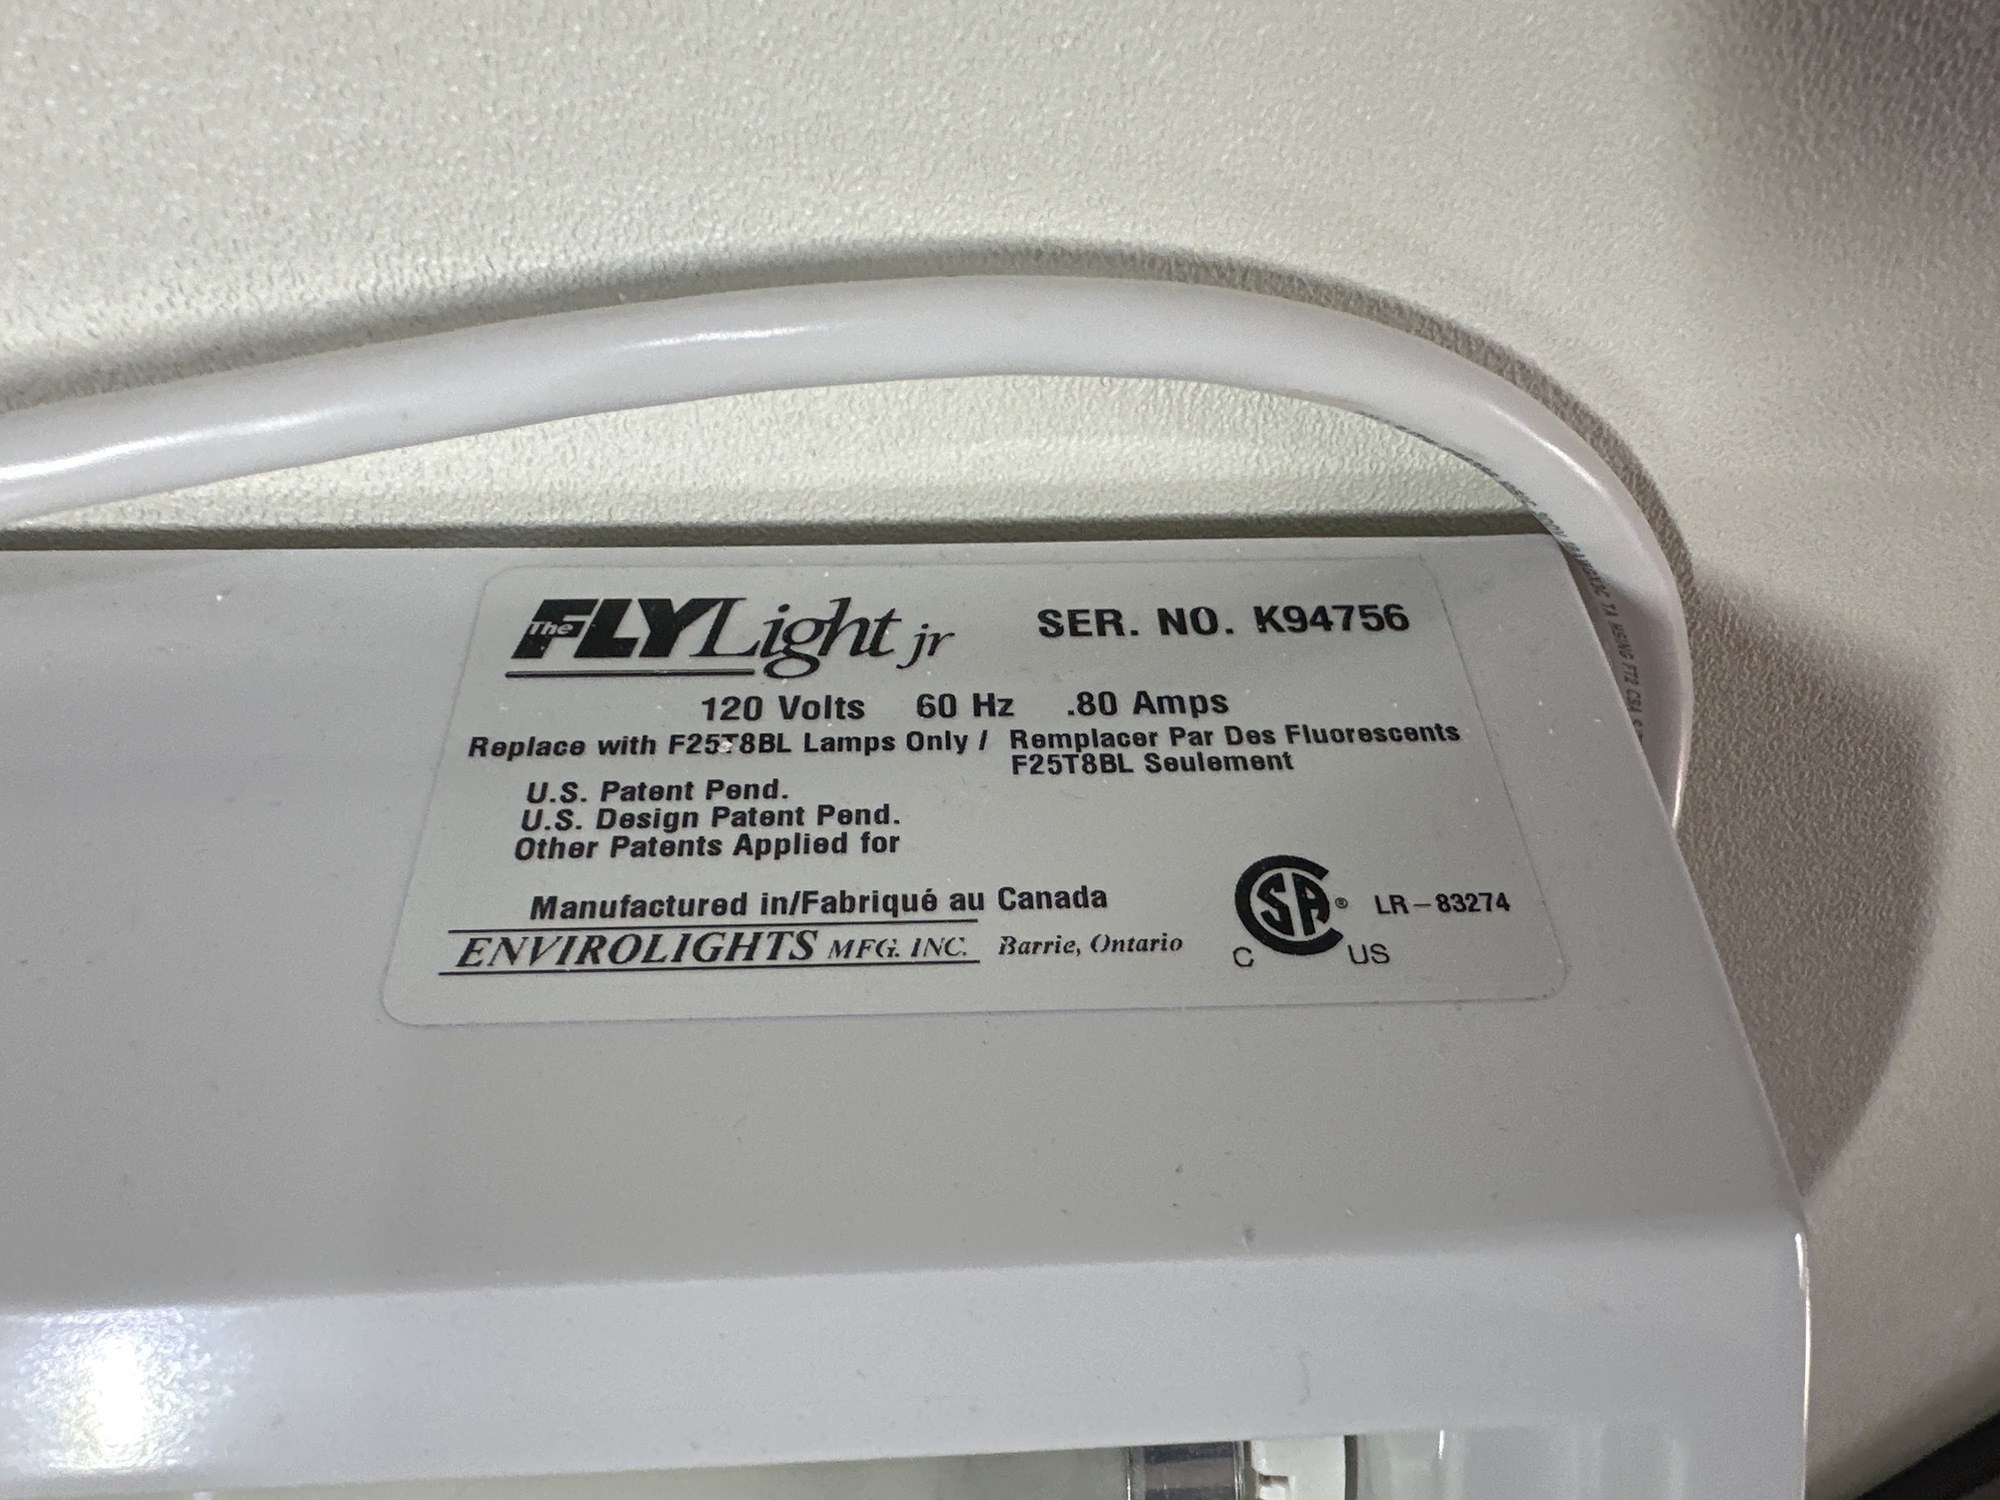 The FLYLight jr SER. NO. K94756
120 Volts 60 Hz .80 Amps
Replace with F25T8BL Lamps Only / Remplacer Par Des Fluorescents
F25T8BL Seulement
U.S. Patent Pend.
U.S. Design Patent Pend.
Other Patents Applied for
Manufactured in/Fabriqué au Canada
ENVIROLIGHTS MFG. INC. Barrie, Ontario
CSA ® LR-83274
C US